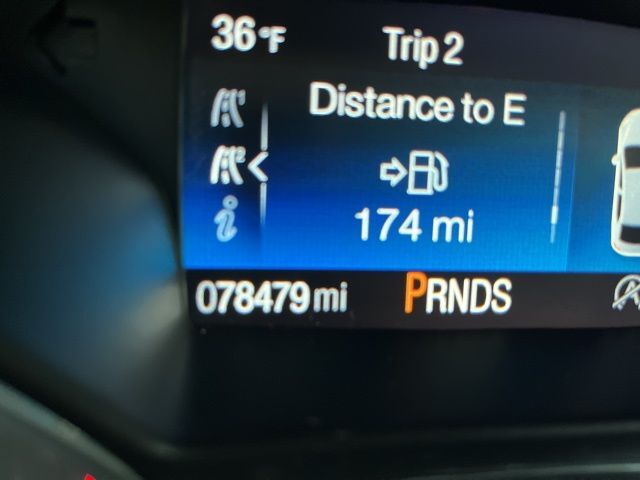 36°F Trip 2
Distance to E
174 mi
078479 mi PRNDS